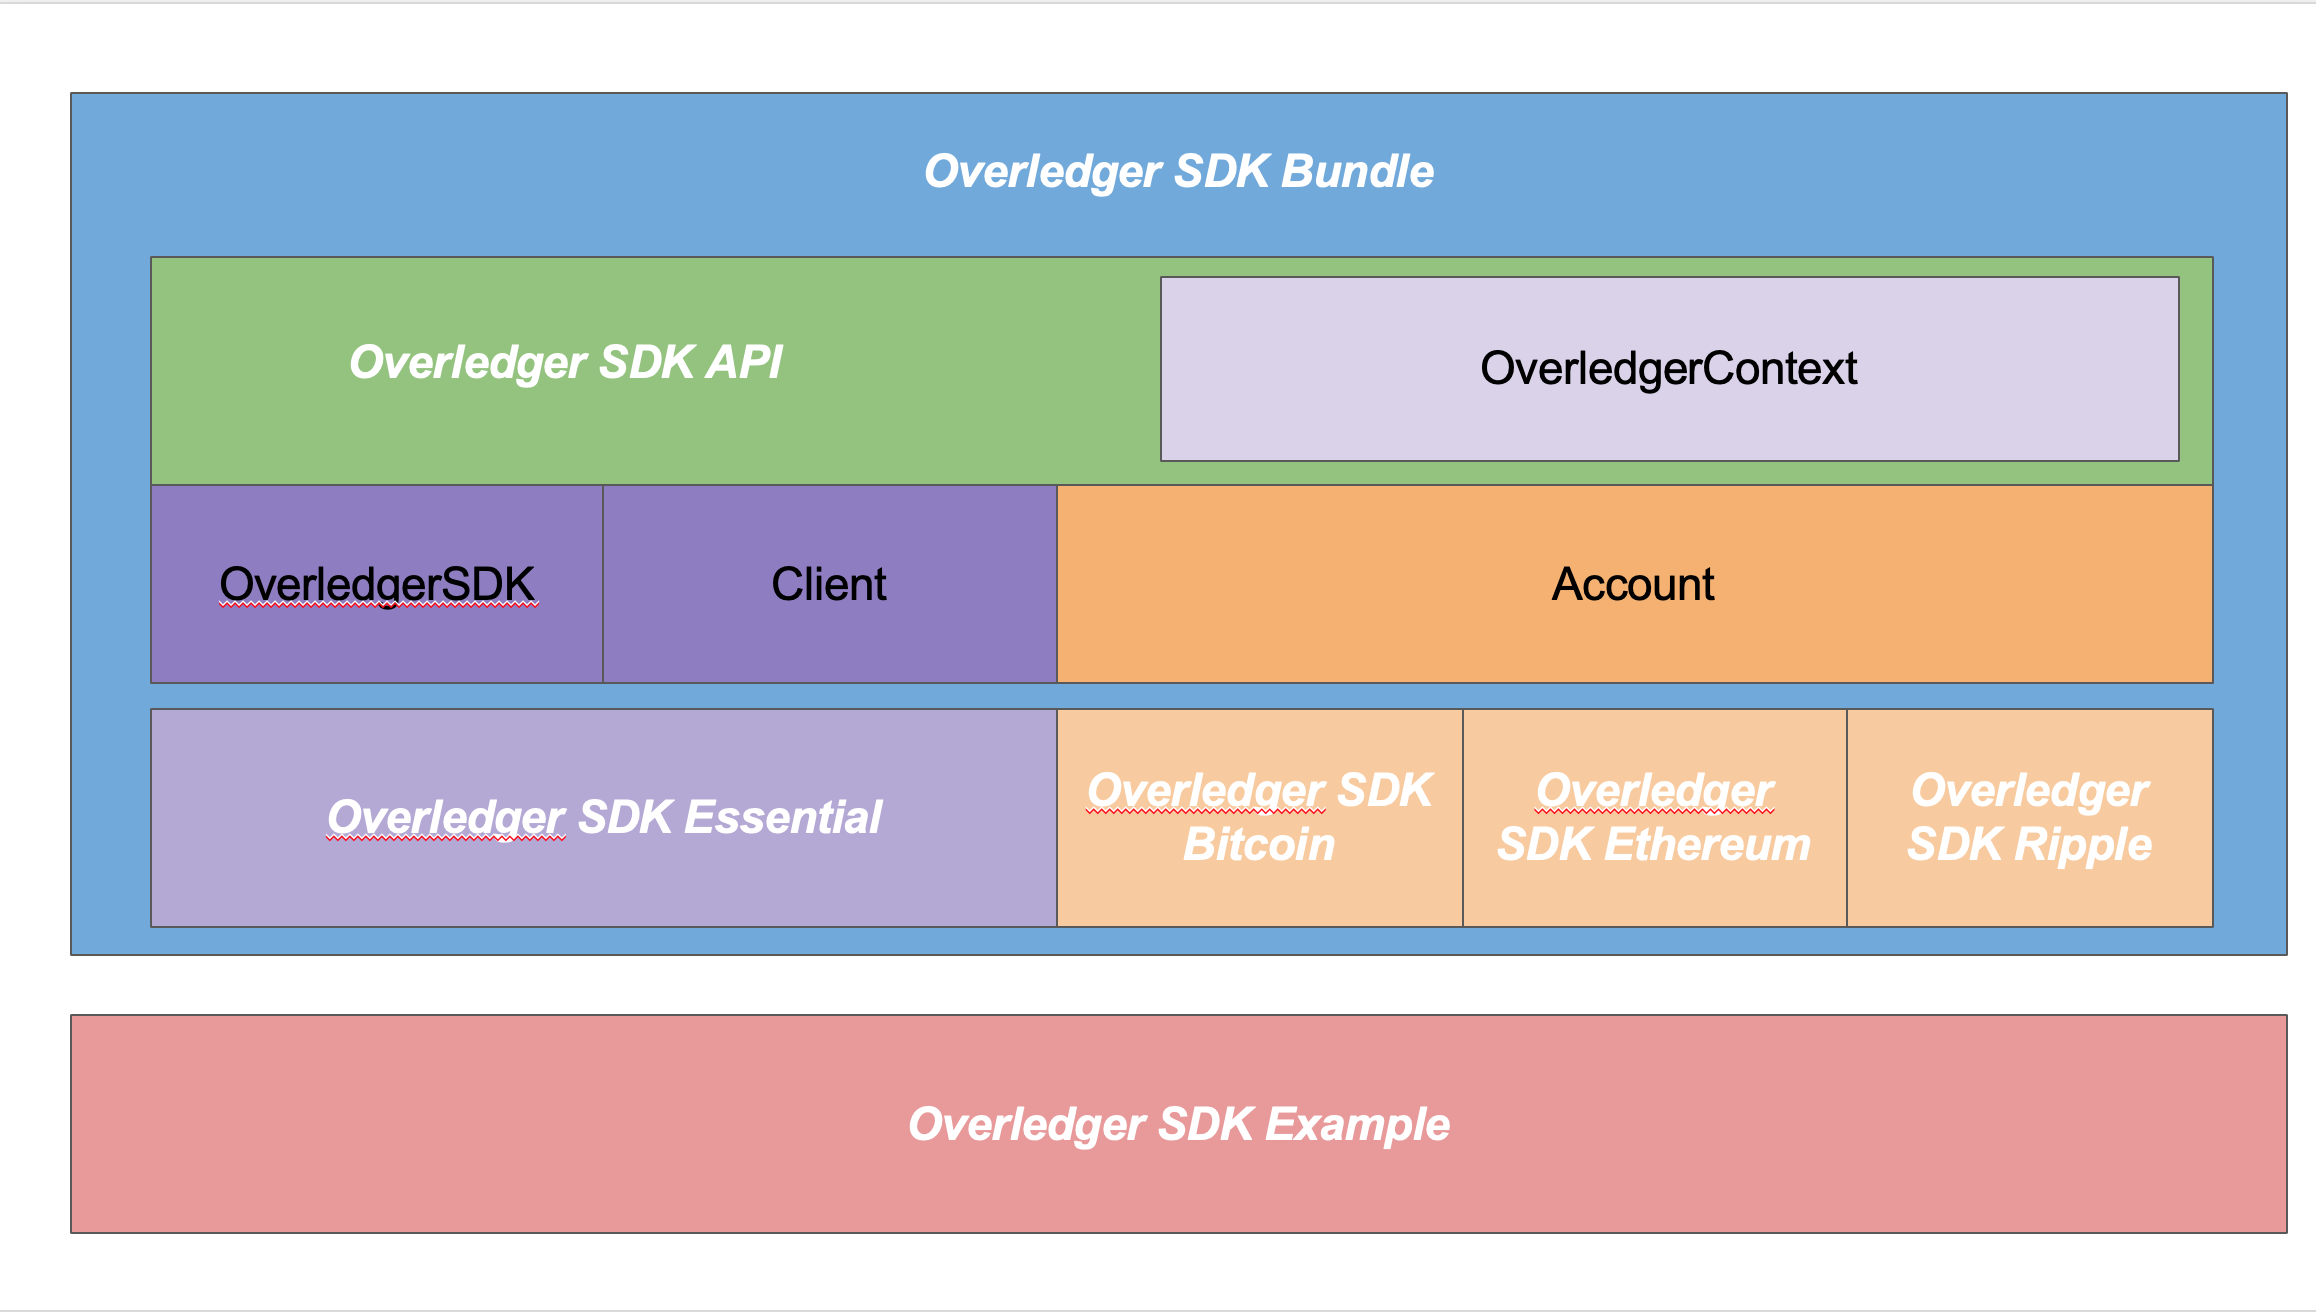 Overledger SDK Bundle
Overledger SDK API
OverledgerContext
OverledgerSDK
Client
Account
Overledger SDK Essential
Overledger SDK
Bitcoin
Overledger
SDK Ethereum
Overledger
SDK Ripple
Overledger SDK Example